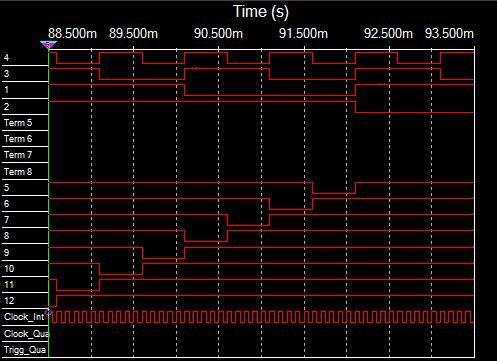 Time (s)
88.500m 89.500m 90.500m 91.500m 92.500m 93.500m
4
3
1
2
Term 5
Term 6
Term 7
Term 8
5
6
7
8
9
10
11
12
Clock_Int
Clock_Qua
Trigg_Qua